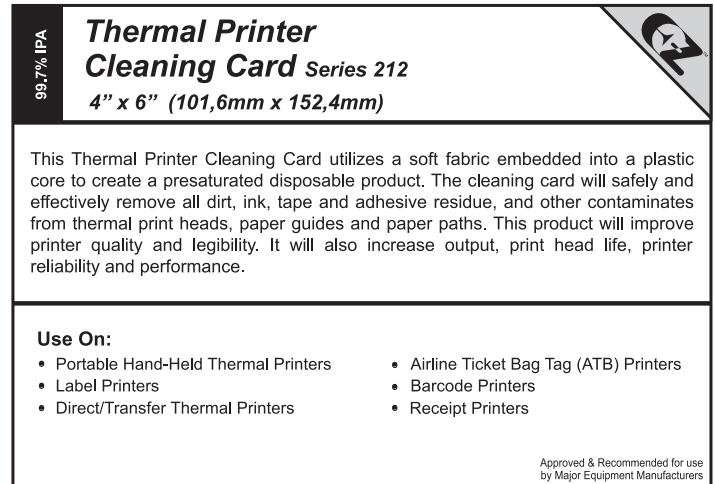 99.7% IPA
Thermal Printer
Cleaning Card Series 212
4” x 6” (101,6mm x 152,4mm)
This Thermal Printer Cleaning Card utilizes a soft fabric embedded into a plastic
core to create a presaturated disposable product. The cleaning card will safely and
effectively remove all dirt, ink, tape and adhesive residue, and other contaminates
from thermal print heads, paper guides and paper paths. This product will improve
printer quality and legibility. It will also increase output, print head life, printer
reliability and performance.
Use On:
• Portable Hand-Held Thermal Printers
• Label Printers
• Direct/Transfer Thermal Printers
• Airline Ticket Bag Tag (ATB) Printers
• Barcode Printers
• Receipt Printers
Approved & Recommended for use
by Major Equipment Manufacturers